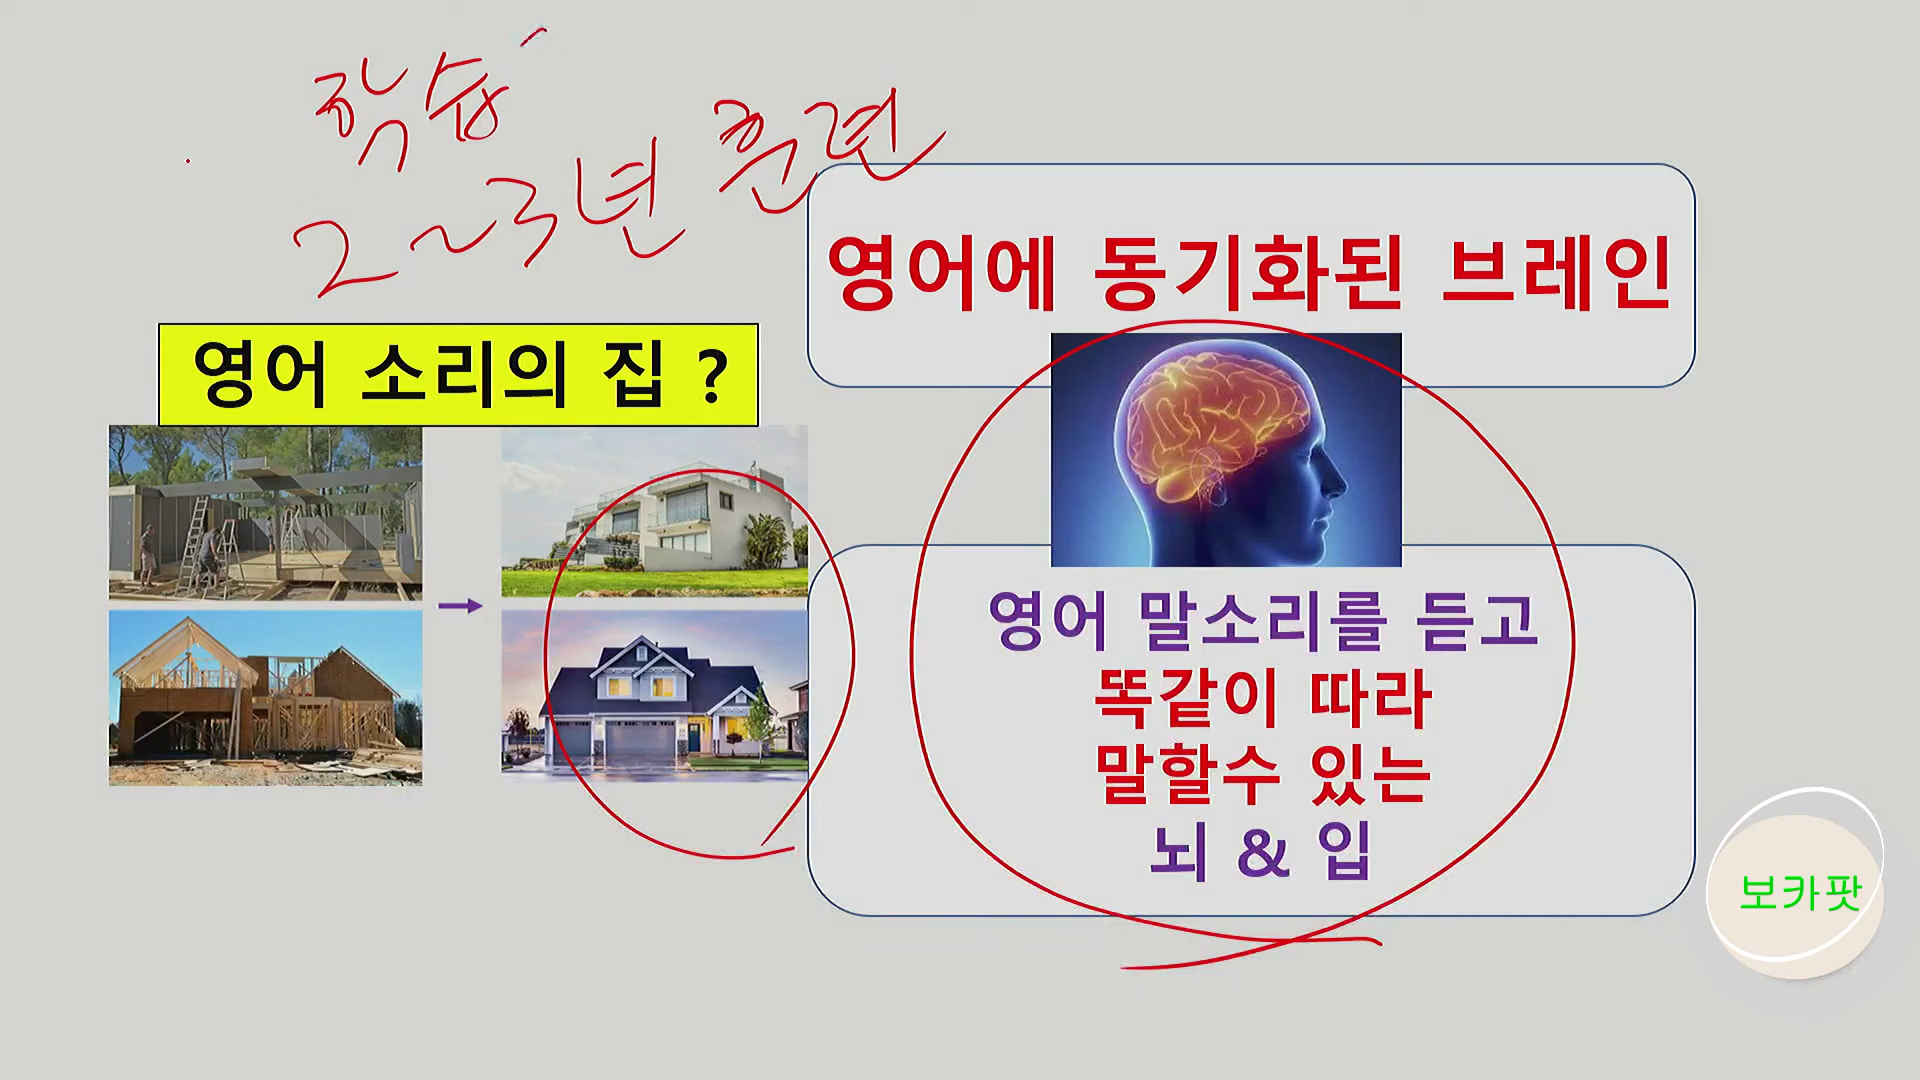 학습
2~3년 훈련
영어에 동기화된 브레인
영어 소리의 집 ?
영어 말소리를 듣고
똑같이 따라
말할수 있는
뇌 & 입
보카팟